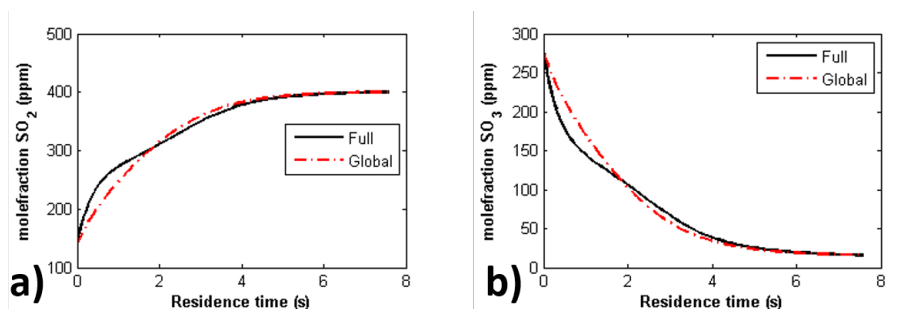 500
400
300
200
100
0
2
4
6
8
molefraction SO2 (ppm)
Residence time (s)
Full
Global
a)
300
250
200
150
100
50
0
0
2
4
6
8
molefraction SO3 (ppm)
Residence time (s)
Full
Global
b)